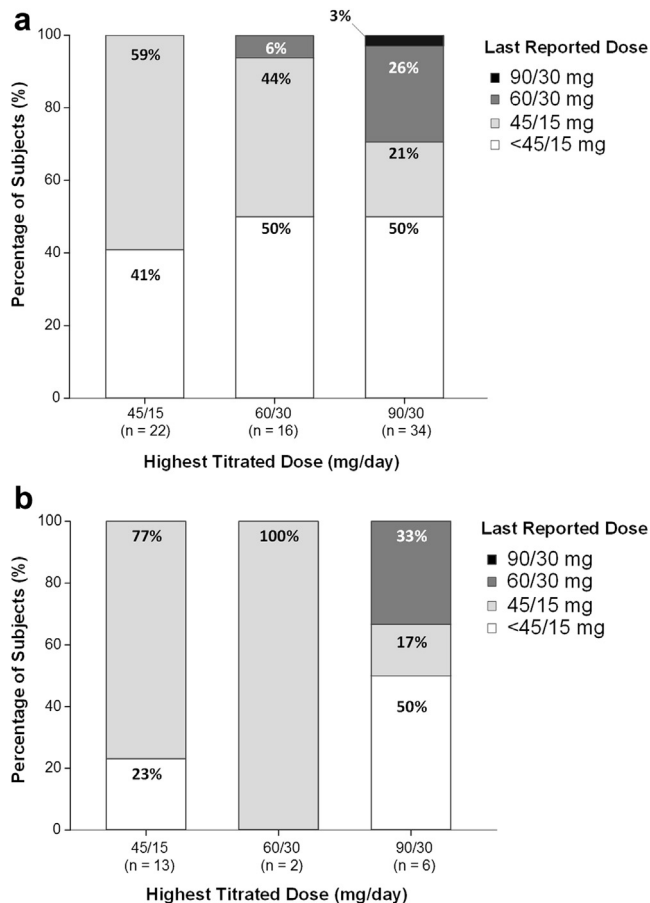 a
3%
100
80
60
40
20
0
Percentage of Subjects (%)
59%
41%
6%
44%
50%
26%
21%
50%
45/15
(n = 22)
60/30
(n = 16)
90/30
(n = 34)
Highest Titrated Dose (mg/day)
Last Reported Dose
90/30 mg
60/30 mg
45/15 mg
<45/15 mg
b
100
80
60
40
20
0
Percentage of Subjects (%)
77%
23%
100%
33%
17%
50%
45/15
(n = 13)
60/30
(n = 2)
90/30
(n = 6)
Highest Titrated Dose (mg/day)
Last Reported Dose
90/30 mg
60/30 mg
45/15 mg
<45/15 mg